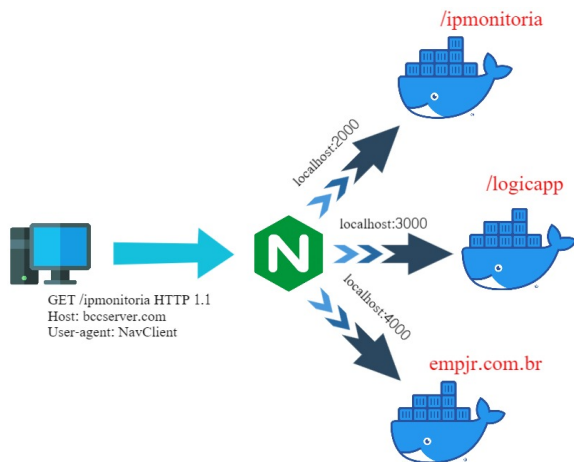 /ipmonitoria
localhost:2000
/logicapp
localhost:3000
N
GET /ipmonitoria HTTP 1.1
Host: bccserver.com
User-agent: NavClient
localhost:4000
empjr.com.br